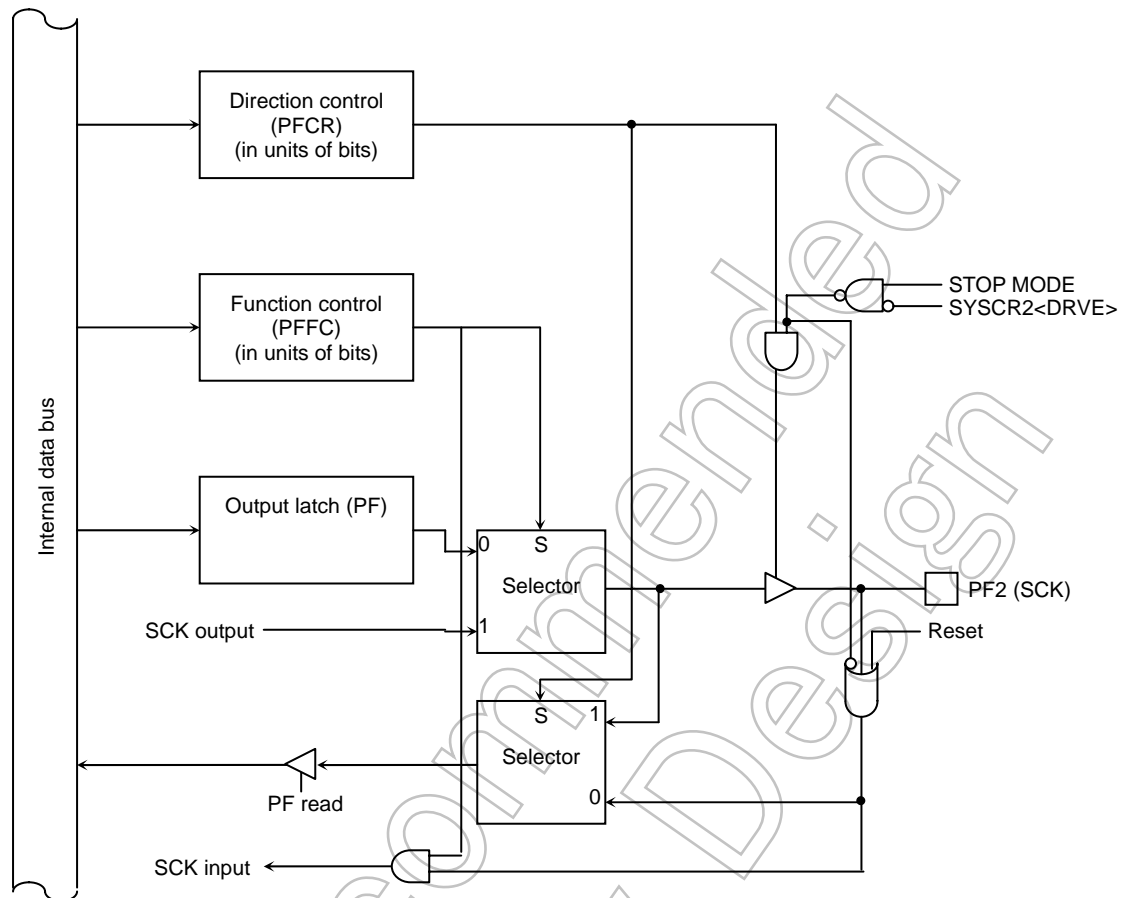 Direction control
(PFCR)
(in units of bits)
STOP MODE
SYSCR2<DRVE>
Function control
(PFFC)
(in units of bits)
Internal data bus
Output latch (PF)
0
S
Selector
PF2 (SCK)
SCK output
1
Reset
S
1
Selector
PF read
0
SCK input
commended
Design